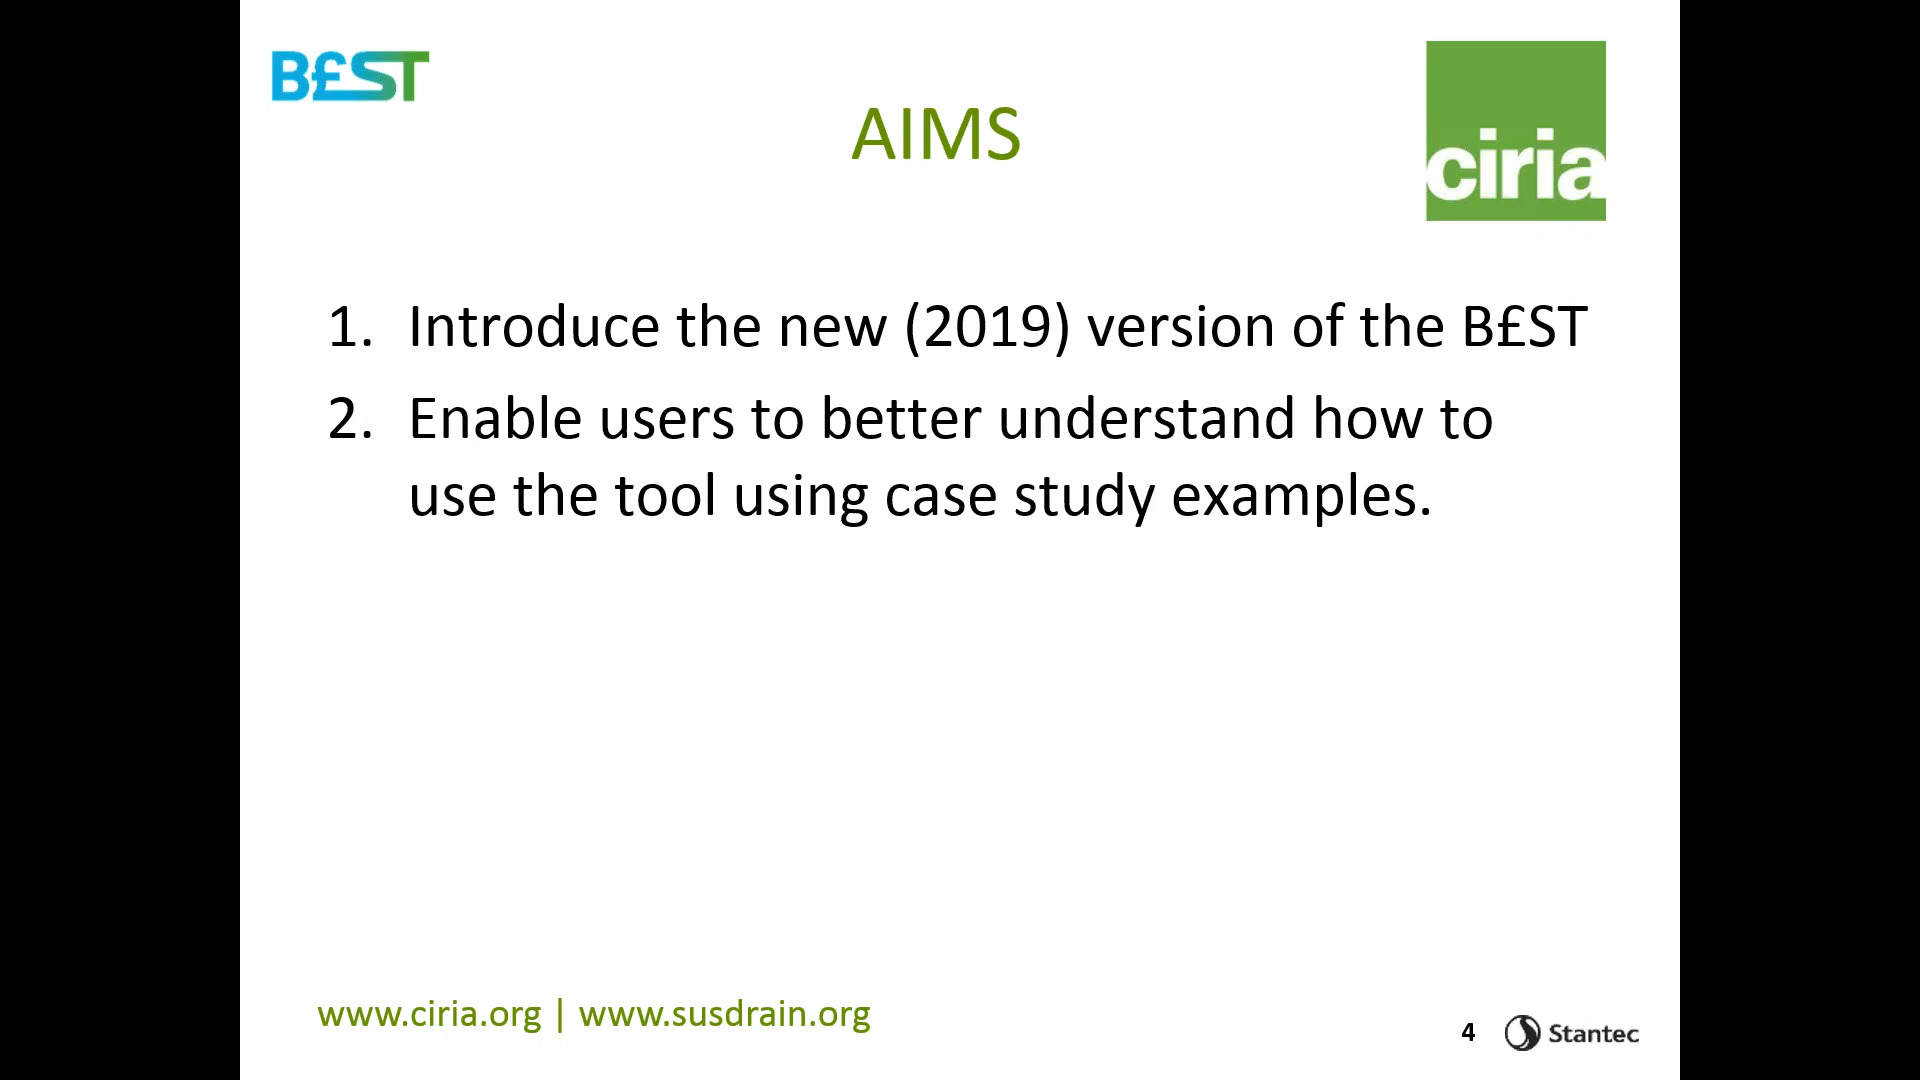 B£ST
AIMS
ciria
1. Introduce the new (2019) version of the B£ST
2. Enable users to better understand how to
use the tool using case study examples.
www.ciria.org | www.susdrain.org
4
Stantec